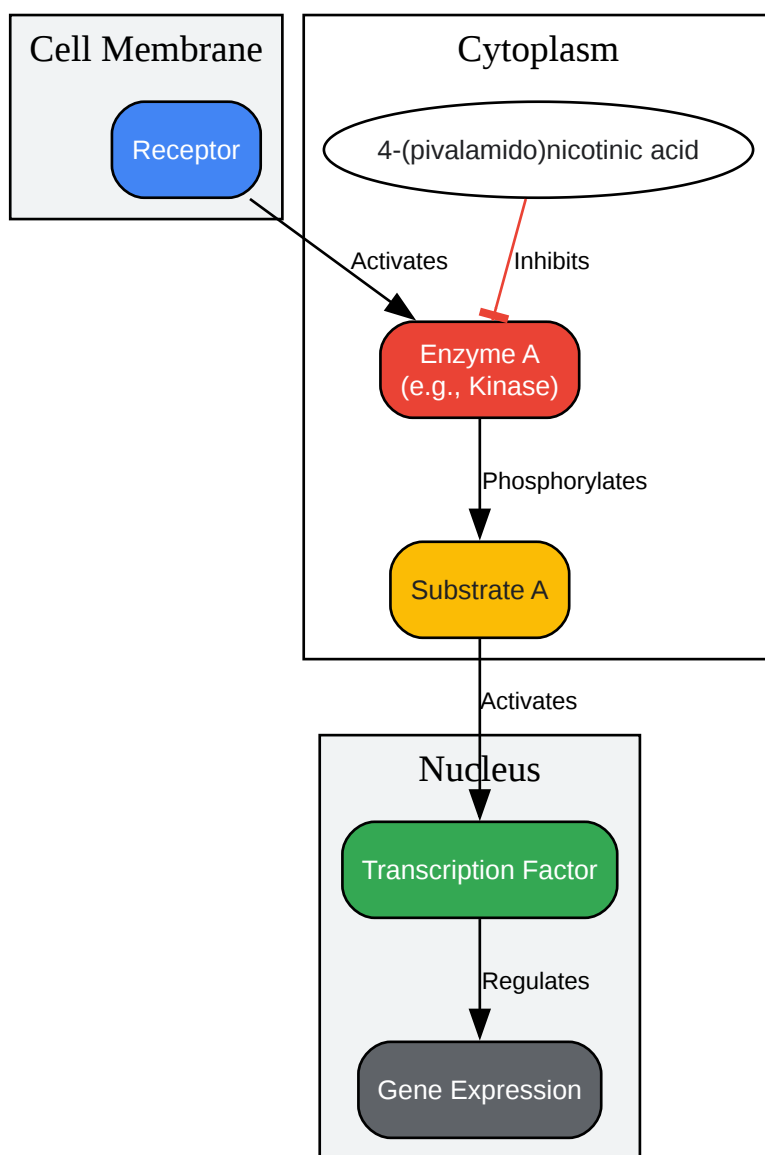 Cell Membrane
Cytoplasm
Receptor
4-(pivalamido)nicotinic acid
Activates
Inhibits
Enzyme A
(e.g., Kinase)
Phosphorylates
Substrate A
Activates
Nucleus
Transcription Factor
Regulates
Gene Expression